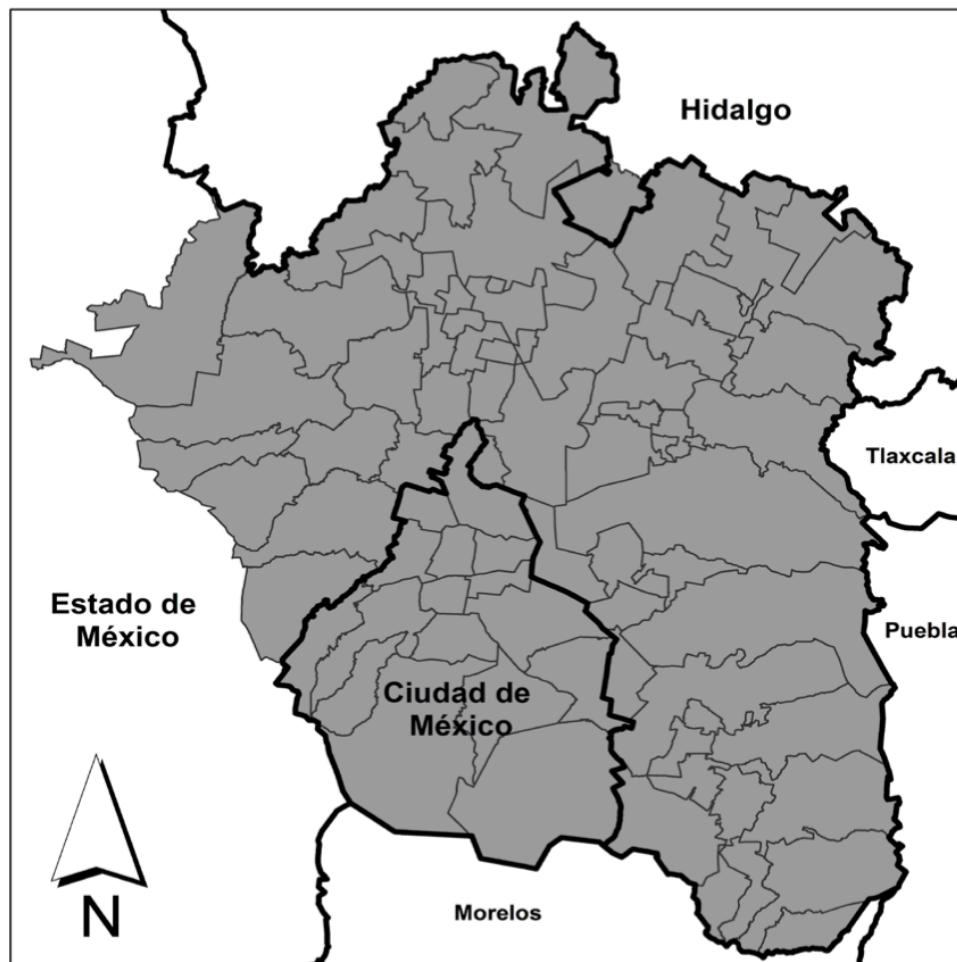 Hidalgo
Tlaxcala
Estado de
México
Puebla
Ciudad de
México
Morelos
N